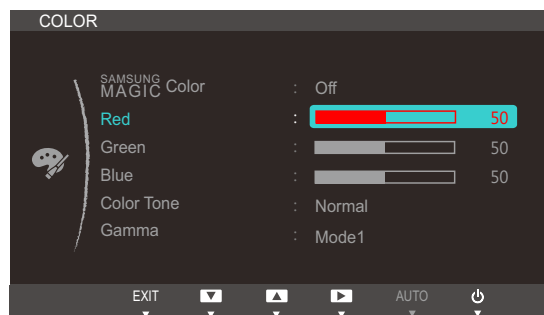 COLOR
SAMSUNG MAGIC Color : Off
Red : 50
Green : 50
Blue : 50
Color Tone : Normal
Gamma : Mode1
EXIT AUTO